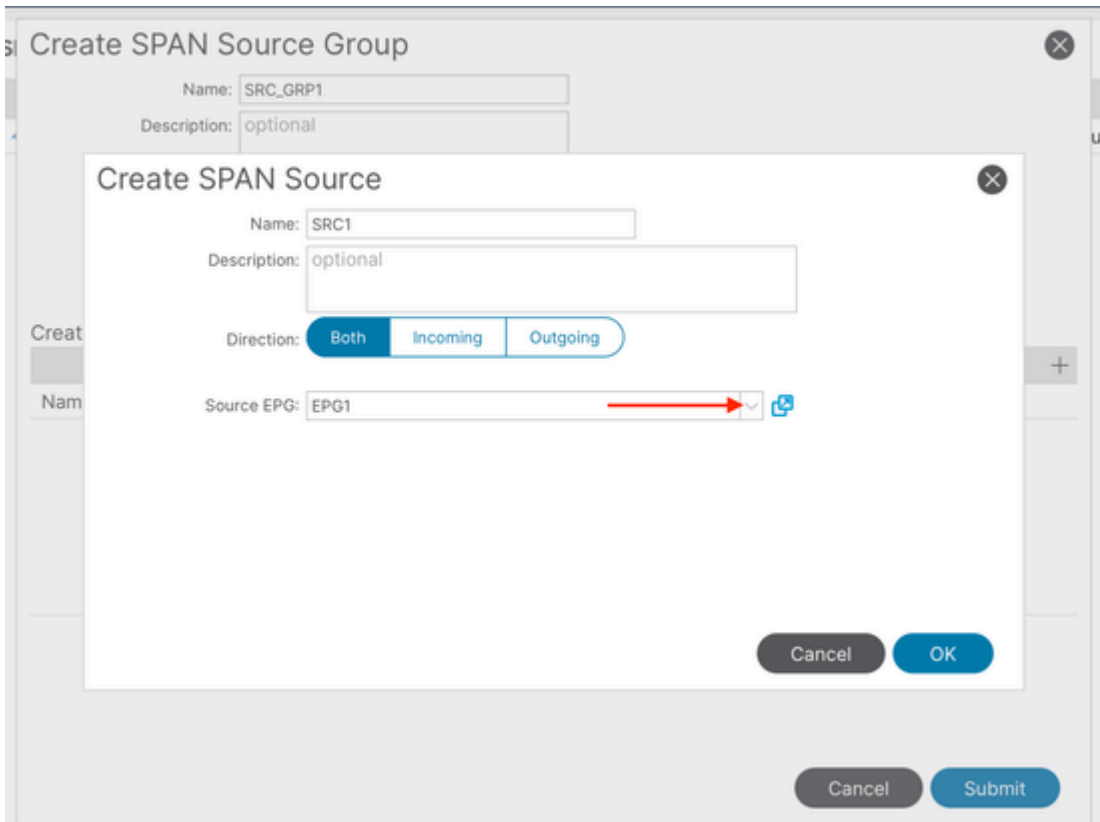 Create SPAN Source Group
Name: SRC_GRP1
Description: optional
Create SPAN Source
Name: SRC1
Description: optional
Creat
Direction: Both Incoming Outgoing
+
Nam
Source EPG: EPG1
Cancel OK
Cancel Submit